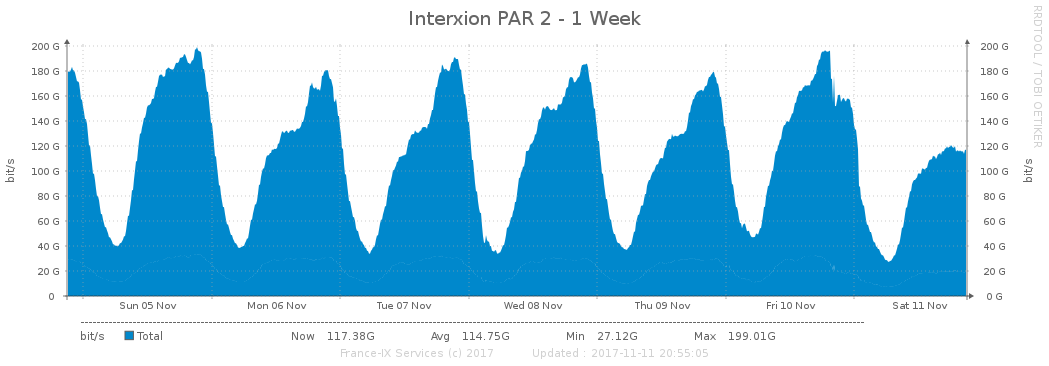 Interxion PAR 2 - 1 Week
RRDTOOL / TOBI OETIKER
bit/s
200 G
180 G
160 G
140 G
120 G
100 G
80 G
60 G
40 G
20 G
0
200 G
180 G
160 G
140 G
120 G
100 G
80 G
60 G
40 G
20 G
0 G
bit/s
Sun 05 Nov Mon 06 Nov Tue 07 Nov Wed 08 Nov Thu 09 Nov Fri 10 Nov Sat 11 Nov
bit/s Total Now 117.38G Avg 114.75G Min 27.12G Max 199.01G
France-IX Services (c) 2017 Updated : 2017-11-11 20:55:05